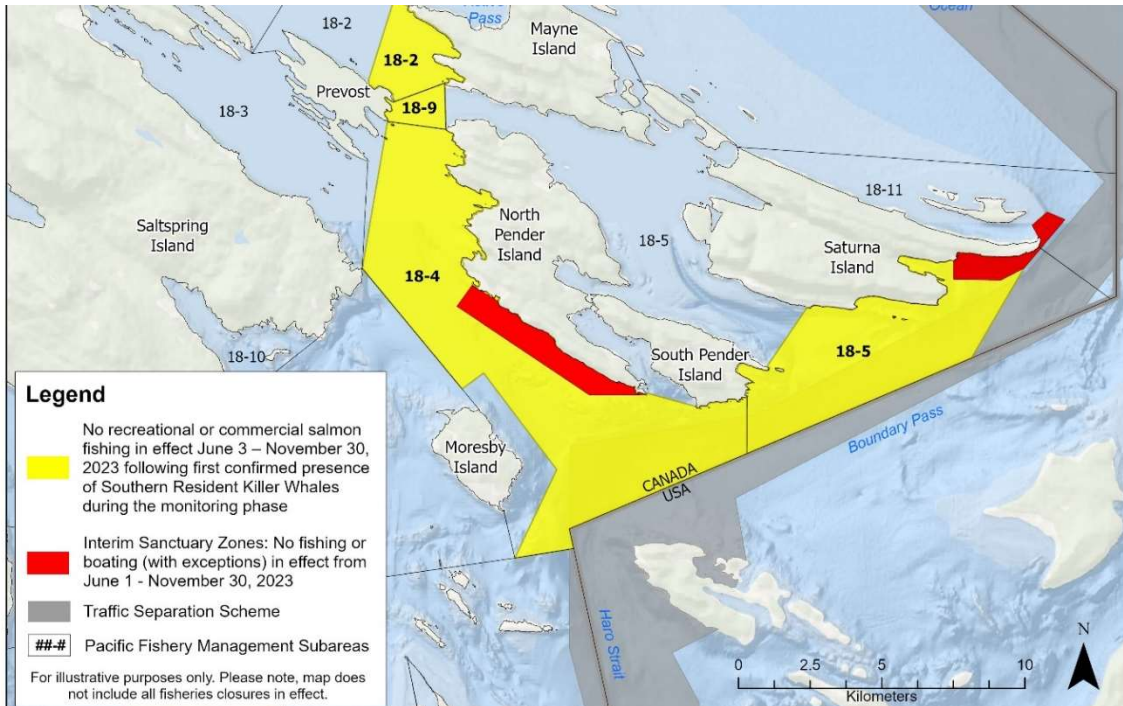 Active
Pass
Ocean
18-2
18-2
Mayne
Island
Prevost
18-9
18-3
18-11
North
Pender
Island
Saltspring
Island
18-5
Saturna
Island
18-4
18-10
South Pender
Island
18-5
Moresby
Island
Boundary Pass
CANADA
USA
Haro Strait
Legend
No recreational or commercial salmon
fishing in effect June 3 – November 30,
2023 following first confirmed presence
of Southern Resident Killer Whales
during the monitoring phase
Interim Sanctuary Zones: No fishing or
boating (with exceptions) in effect from
June 1 - November 30, 2023
Traffic Separation Scheme
##-# Pacific Fishery Management Subareas
For illustrative purposes only. Please note, map does
not include all fisheries closures in effect.
N
0 2.5 5 10
Kilometers